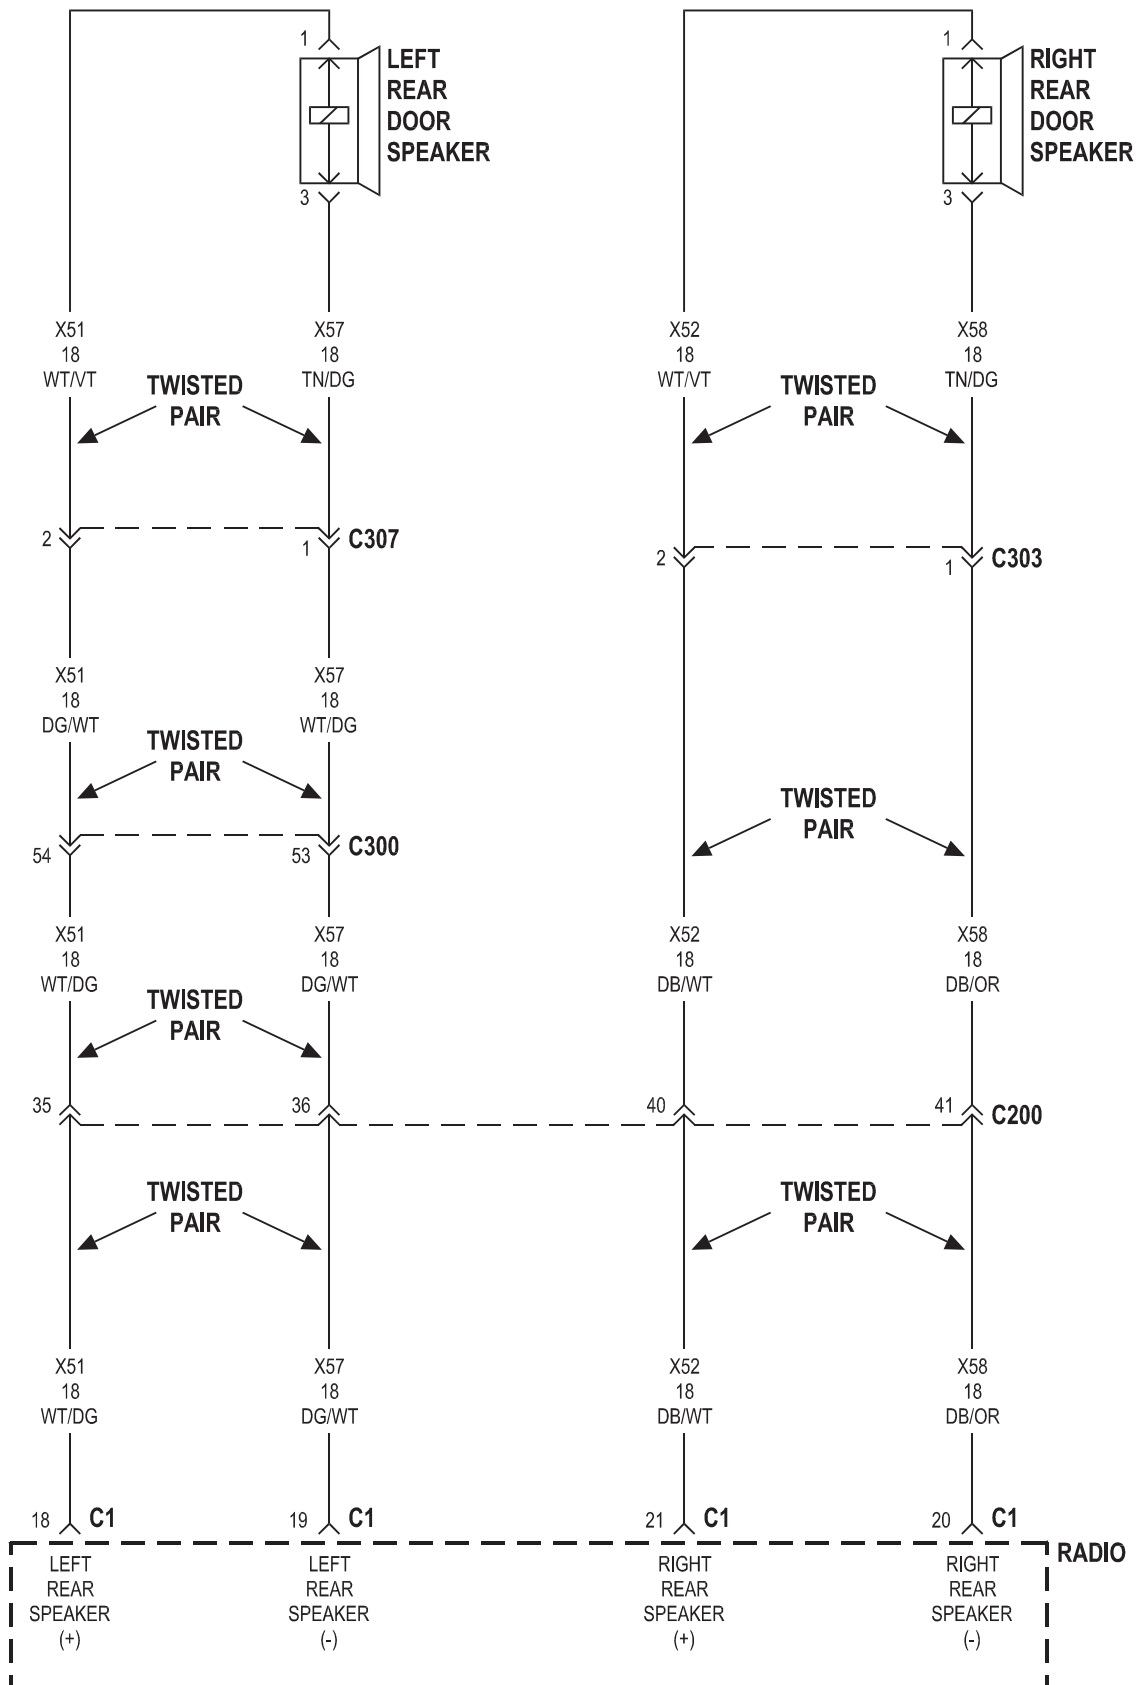 1
LEFT
REAR
DOOR
SPEAKER
3
1
RIGHT
REAR
DOOR
SPEAKER
3
X51
18
WT/VT
X57
18
TN/DG
X52
18
WT/VT
X58
18
TN/DG
TWISTED
PAIR
TWISTED
PAIR
2
1
C307
2
1
C303
X51
18
DG/WT
X57
18
WT/DG
TWISTED
PAIR
TWISTED
PAIR
54
53
C300
X51
18
WT/DG
X57
18
DG/WT
X52
18
DB/WT
X58
18
DB/OR
TWISTED
PAIR
35
36
40
41
C200
TWISTED
PAIR
TWISTED
PAIR
X51
18
WT/DG
X57
18
DG/WT
X52
18
DB/WT
X58
18
DB/OR
18
C1
19
C1
21
C1
20
C1
RADIO
LEFT
REAR
SPEAKER
(+)
LEFT
REAR
SPEAKER
(-)
RIGHT
REAR
SPEAKER
(+)
RIGHT
REAR
SPEAKER
(-)